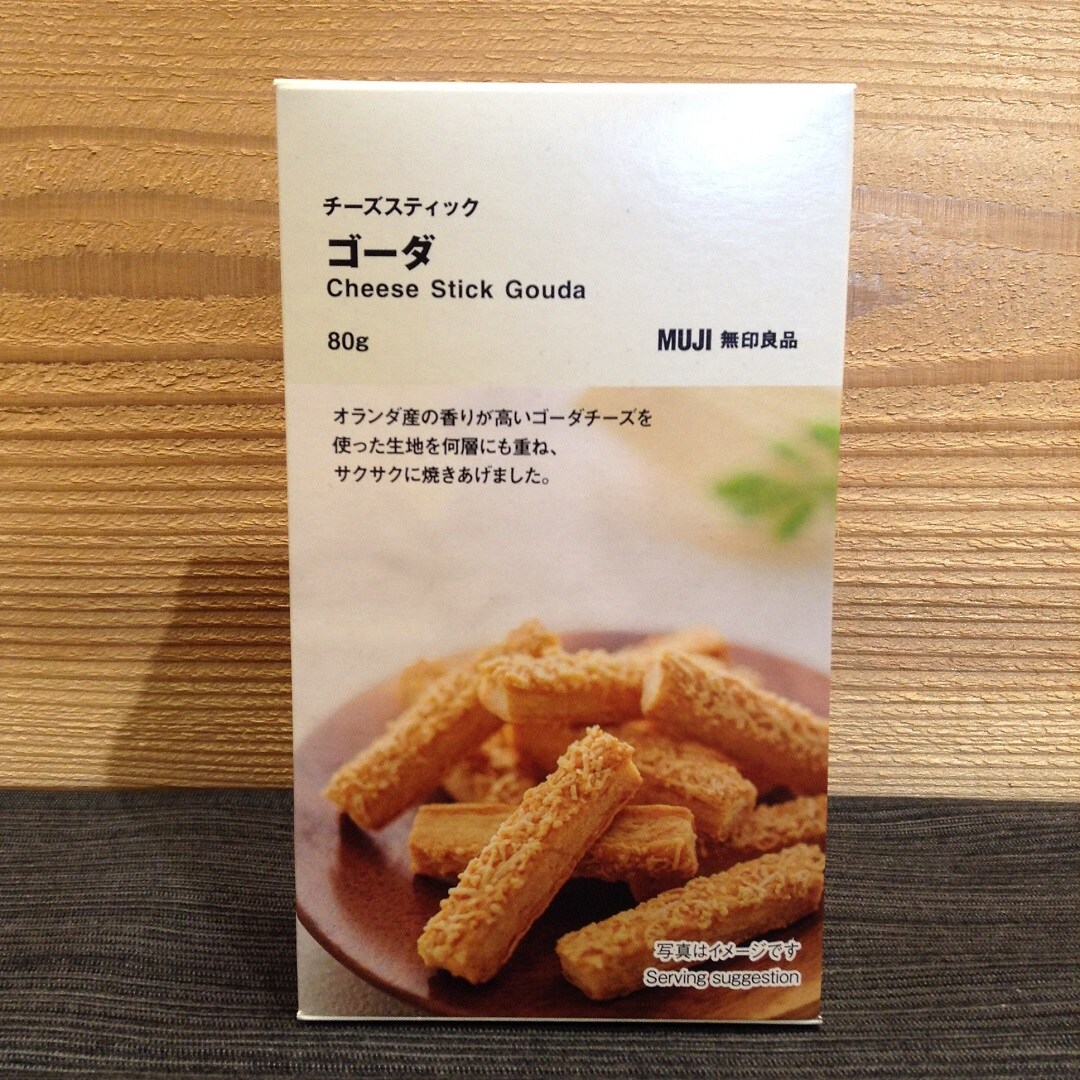 チーズスティック
ゴーダ
Cheese Stick Gouda
80g
MUJI 無印良品
オランダ産の香りが高いゴーダチーズを
使った生地を何層にも重ね、
サクサクに焼きあげました。
写真はイメージです
Serving suggestion